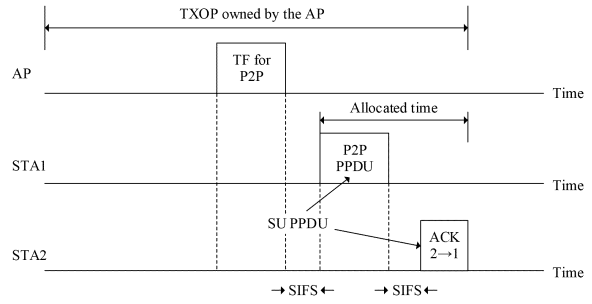 TXOP owned by the AP
AP
TF for
P2P
Time
Allocated time
STA1
P2P
PPDU
Time
SU PPDU
STA2
ACK
2→1
Time
SIFS
SIFS